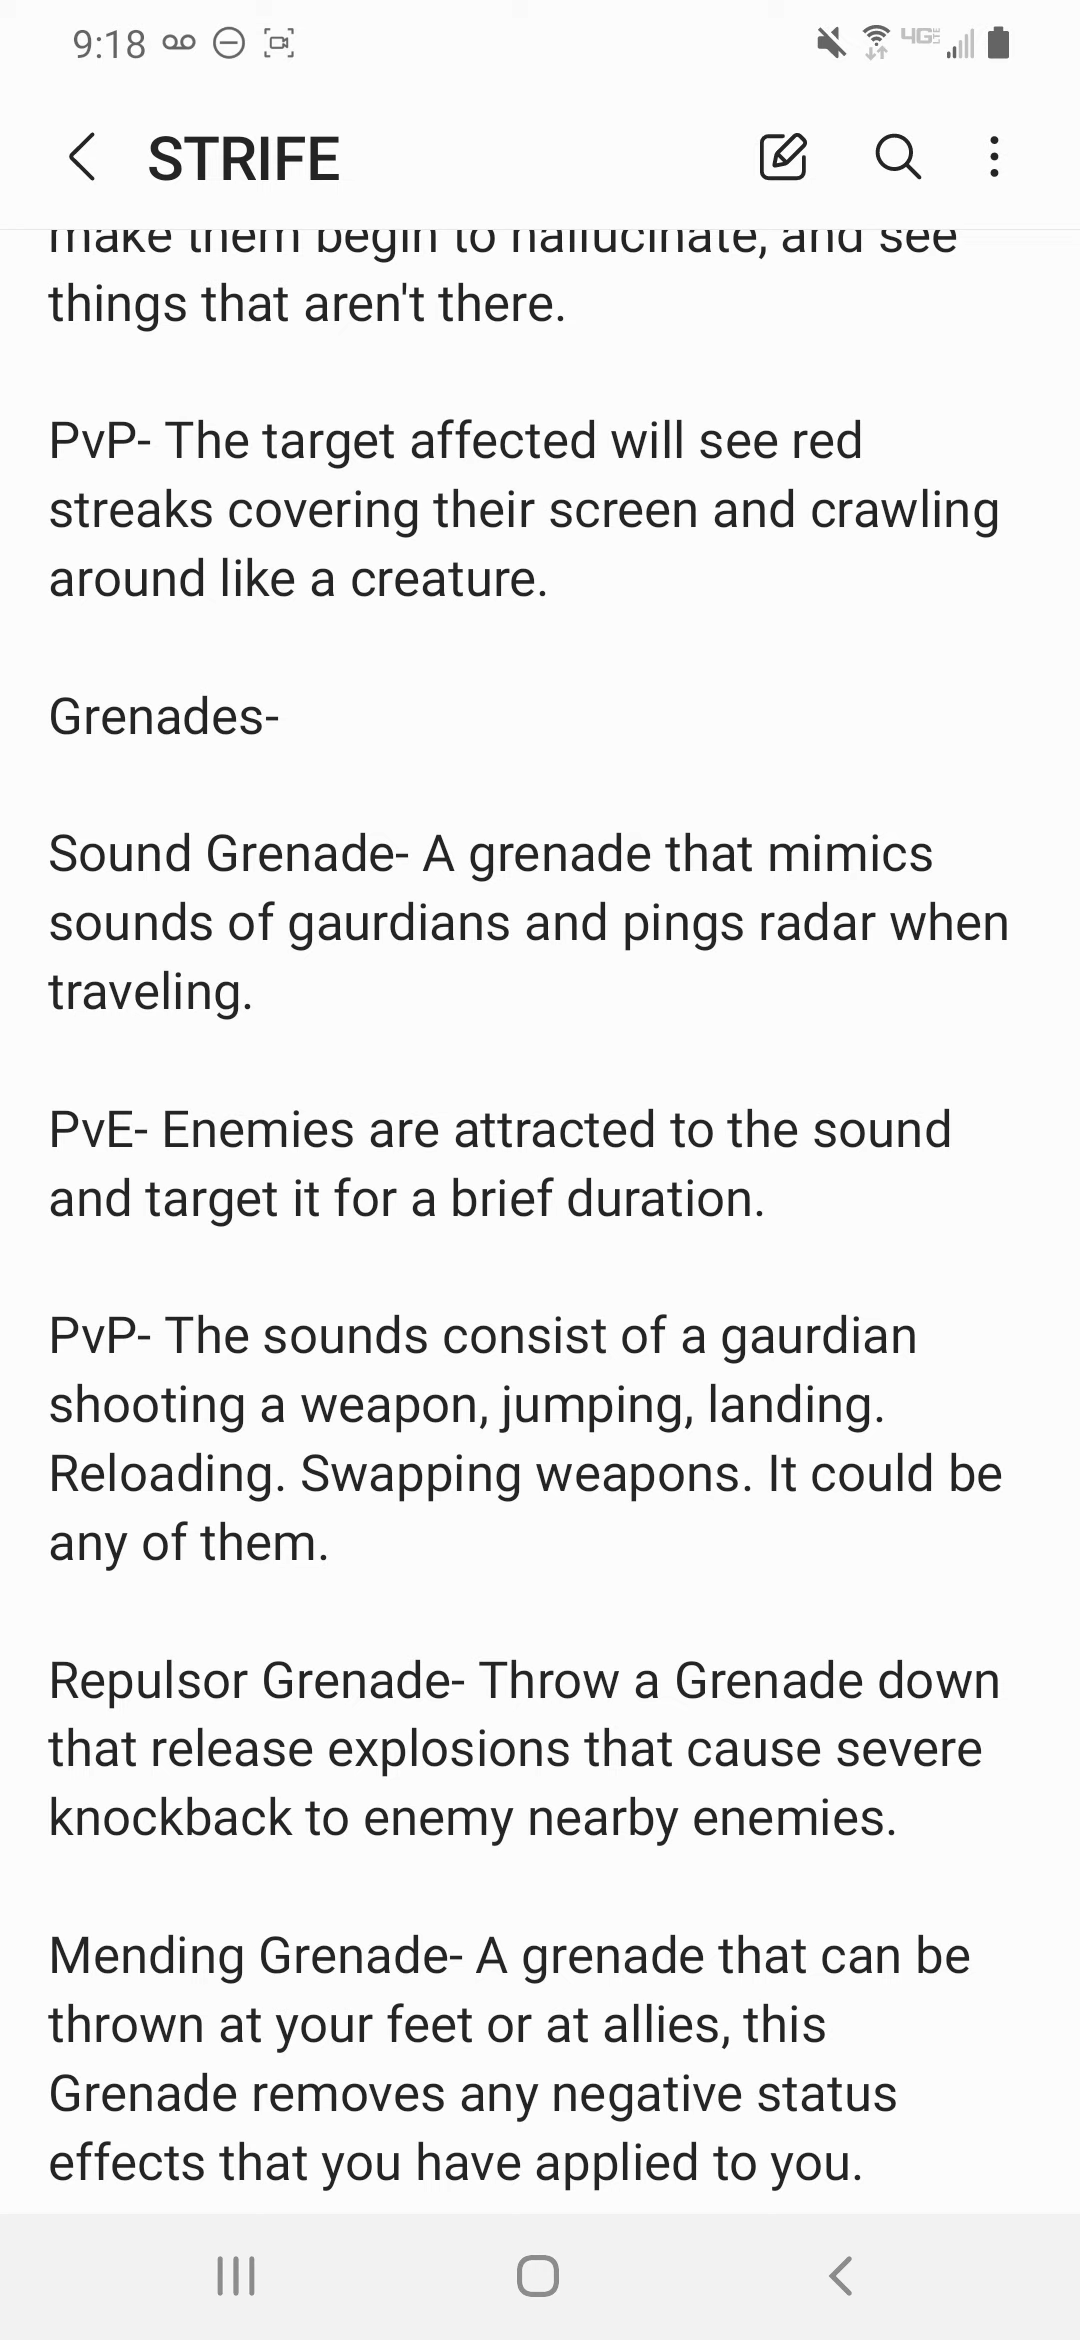 9:18
4G LTE
STRIFE
make them begin to hallucinate, and see
things that aren't there.
PvP- The target affected will see red
streaks covering their screen and crawling
around like a creature.
Grenades-
Sound Grenade- A grenade that mimics
sounds of gaurdians and pings radar when
traveling.
PvE- Enemies are attracted to the sound
and target it for a brief duration.
PvP- The sounds consist of a gaurdian
shooting a weapon, jumping, landing.
Reloading. Swapping weapons. It could be
any of them.
Repulsor Grenade- Throw a Grenade down
that release explosions that cause severe
knockback to enemy nearby enemies.
Mending Grenade- A grenade that can be
thrown at your feet or at allies, this
Grenade removes any negative status
effects that you have applied to you.